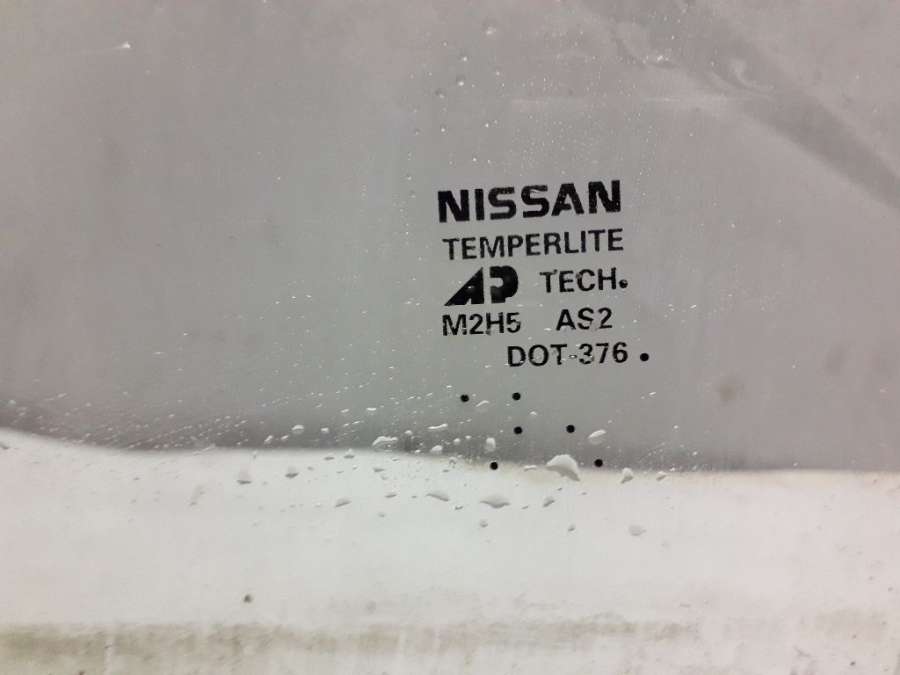 NISSAN
TEMPERLITE
AP TECH.
M2H5 AS2
DOT-376.